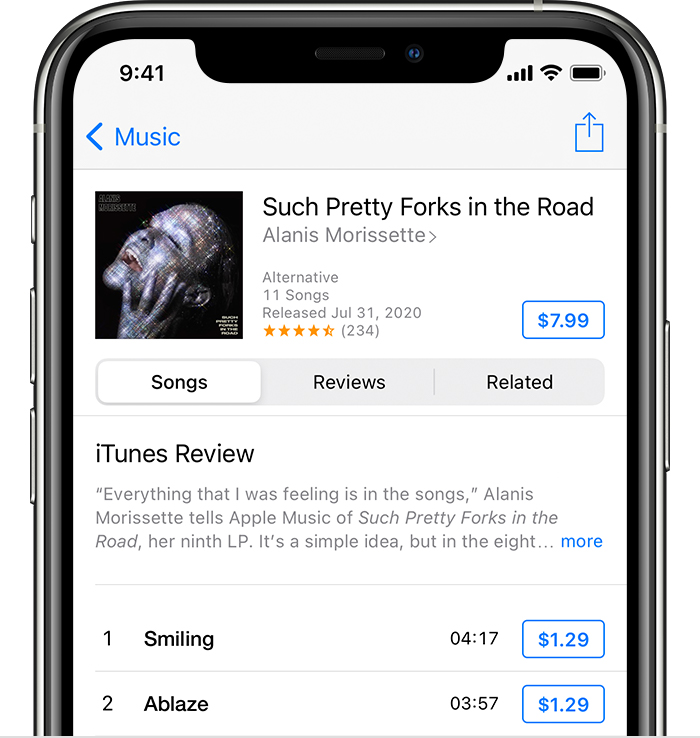 9:41
Music
ALANIS
MORISSETTE
SUCH
PRETTY
FORKS
IN THE
ROAD
Such Pretty Forks in the Road
Alanis Morissette
Alternative
11 Songs
Released Jul 31, 2020
(234)
$7.99
Songs Reviews Related
iTunes Review
“Everything that I was feeling is in the songs,” Alanis
Morissette tells Apple Music of Such Pretty Forks in the
Road, her ninth LP. It’s a simple idea, but in the eight… more
1 Smiling 04:17 $1.29
2 Ablaze 03:57 $1.29